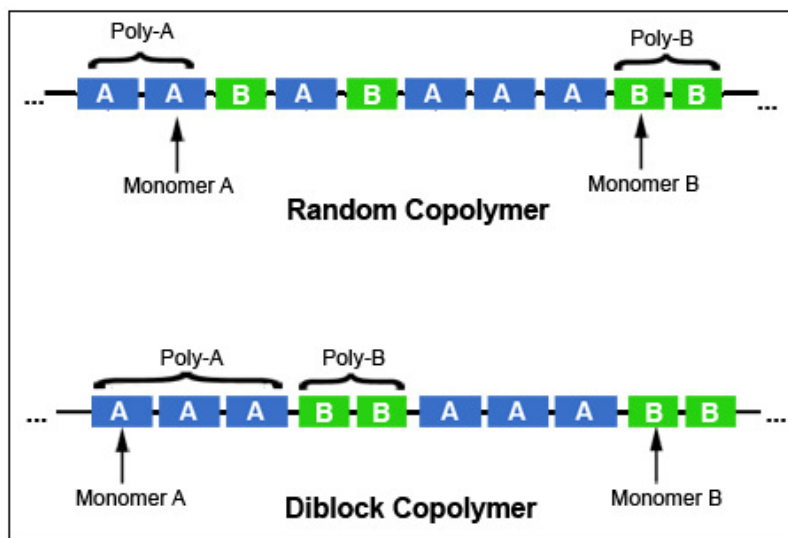 Poly-A Poly-B
... A A B A B A A A B B ...
Monomer A Monomer B
Random Copolymer
Poly-A Poly-B
... A A A B B A A A B B ...
Monomer A Monomer B
Diblock Copolymer